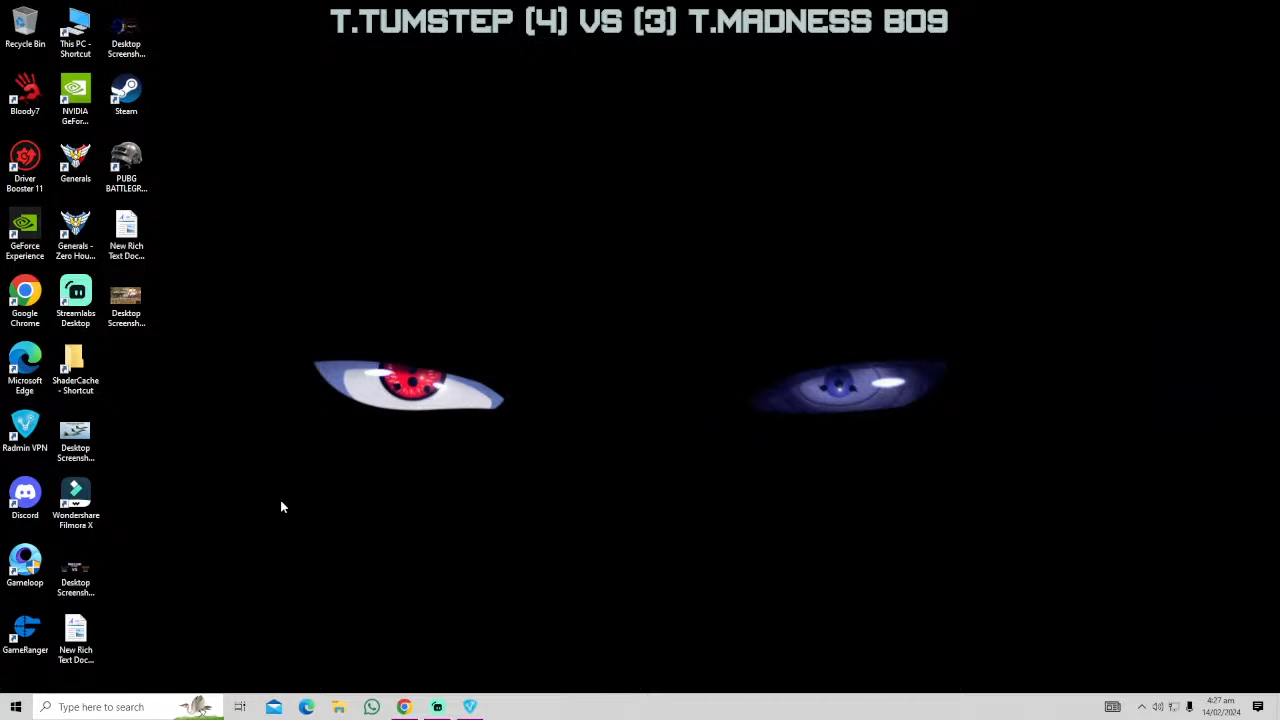 T.TUMSTEP (4) VS (3) T.MADNESS BO9
Recycle Bin
This PC -
Shortcut
Desktop
Screensh...
Bloody7
NVIDIA
GeFor...
Steam
Driver
Booster 11
Generals
PUBG
BATTLEGR...
GeForce
Experience
Generals -
Zero Hou...
New Rich
Text Doc...
Google
Chrome
Streamlabs
Desktop
Desktop
Screensh...
Microsoft
Edge
ShaderCache
- Shortcut
Radmin VPN
Desktop
Screensh...
Discord
Wondershare
Filmora X
Gameloop
Desktop
Screensh...
GameRanger
New Rich
Text Doc...
Type here to search
4:27 am
14/02/2024